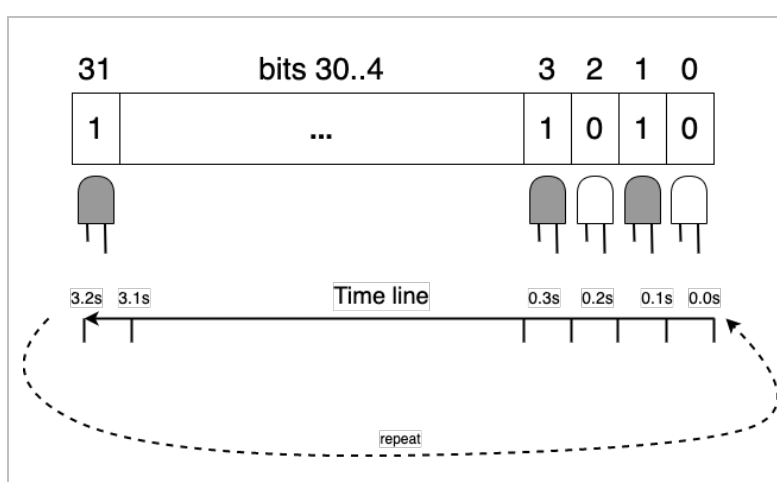 31 bits 30..4 3 2 1 0
1 ... 1 0 1 0
3.2s 3.1s Time line 0.3s 0.2s 0.1s 0.0s
repeat